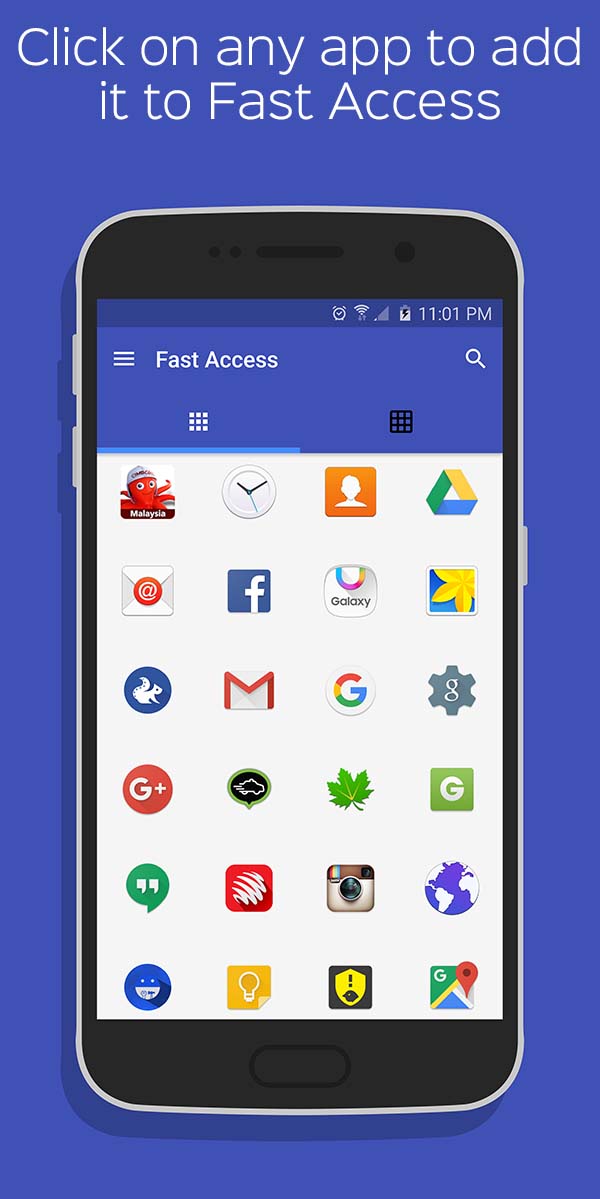 Click on any app to add
it to Fast Access
11:01 PM
Fast Access
Malaysia
@
f
Galaxy
G
g
G+
G
G